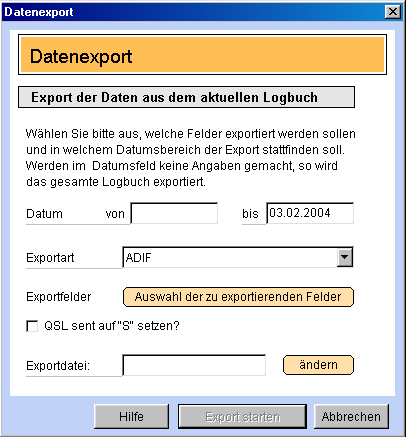 Datenexport
Datenexport
Export der Daten aus dem aktuellen Logbuch
Wählen Sie bitte aus, welche Felder exportiert werden sollen
und in welchem Datumsbereich der Export stattfinden soll.
Werden im Datumsfeld keine Angaben gemacht, so wird
das gesamte Logbuch exportiert.
Datum von bis 03.02.2004
Exportart ADIF
Exportfelder Auswahl der zu exportierenden Felder
QSL sent auf "S" setzen?
Exportdatei: ändern
Hilfe Export starten Abbrechen